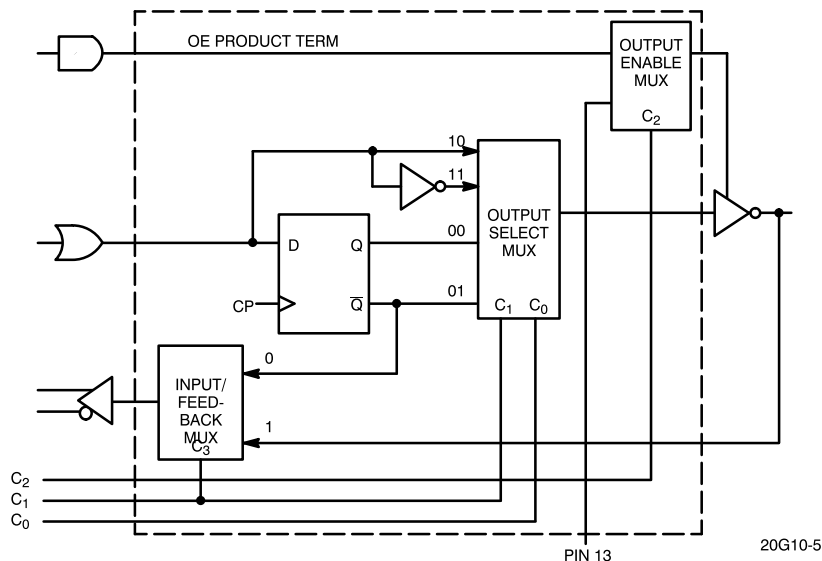 OE PRODUCT TERM
OUTPUT
ENABLE
MUX
C2
10
11
OUTPUT
SELECT
MUX
00
D Q
CP
Q̅
01
C1 C0
0
INPUT/
FEED-
BACK
MUX
C3
1
C2
C1
C0
PIN 13
20G10-5